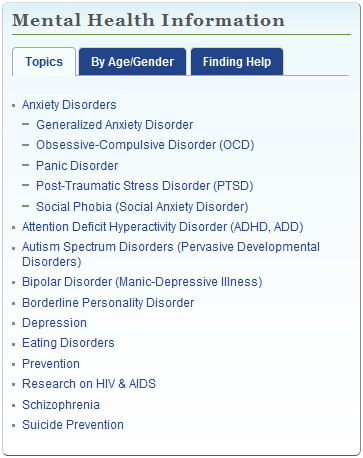 Mental Health Information
Topics By Age/Gender Finding Help
Anxiety Disorders
Generalized Anxiety Disorder
Obsessive-Compulsive Disorder (OCD)
Panic Disorder
Post-Traumatic Stress Disorder (PTSD)
Social Phobia (Social Anxiety Disorder)
Attention Deficit Hyperactivity Disorder (ADHD, ADD)
Autism Spectrum Disorders (Pervasive Developmental
Disorders)
Bipolar Disorder (Manic-Depressive Illness)
Borderline Personality Disorder
Depression
Eating Disorders
Prevention
Research on HIV & AIDS
Schizophrenia
Suicide Prevention